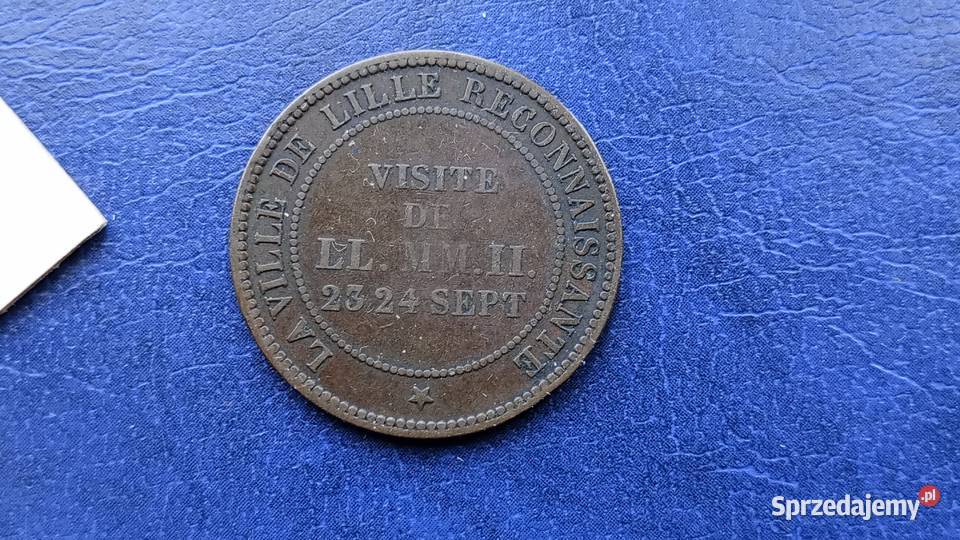 LA VILLE DE LILLE RECONNAISSANTE
VISITE
DE
LL. MM. II.
23,24 SEPT
Sprzedajemy.pl